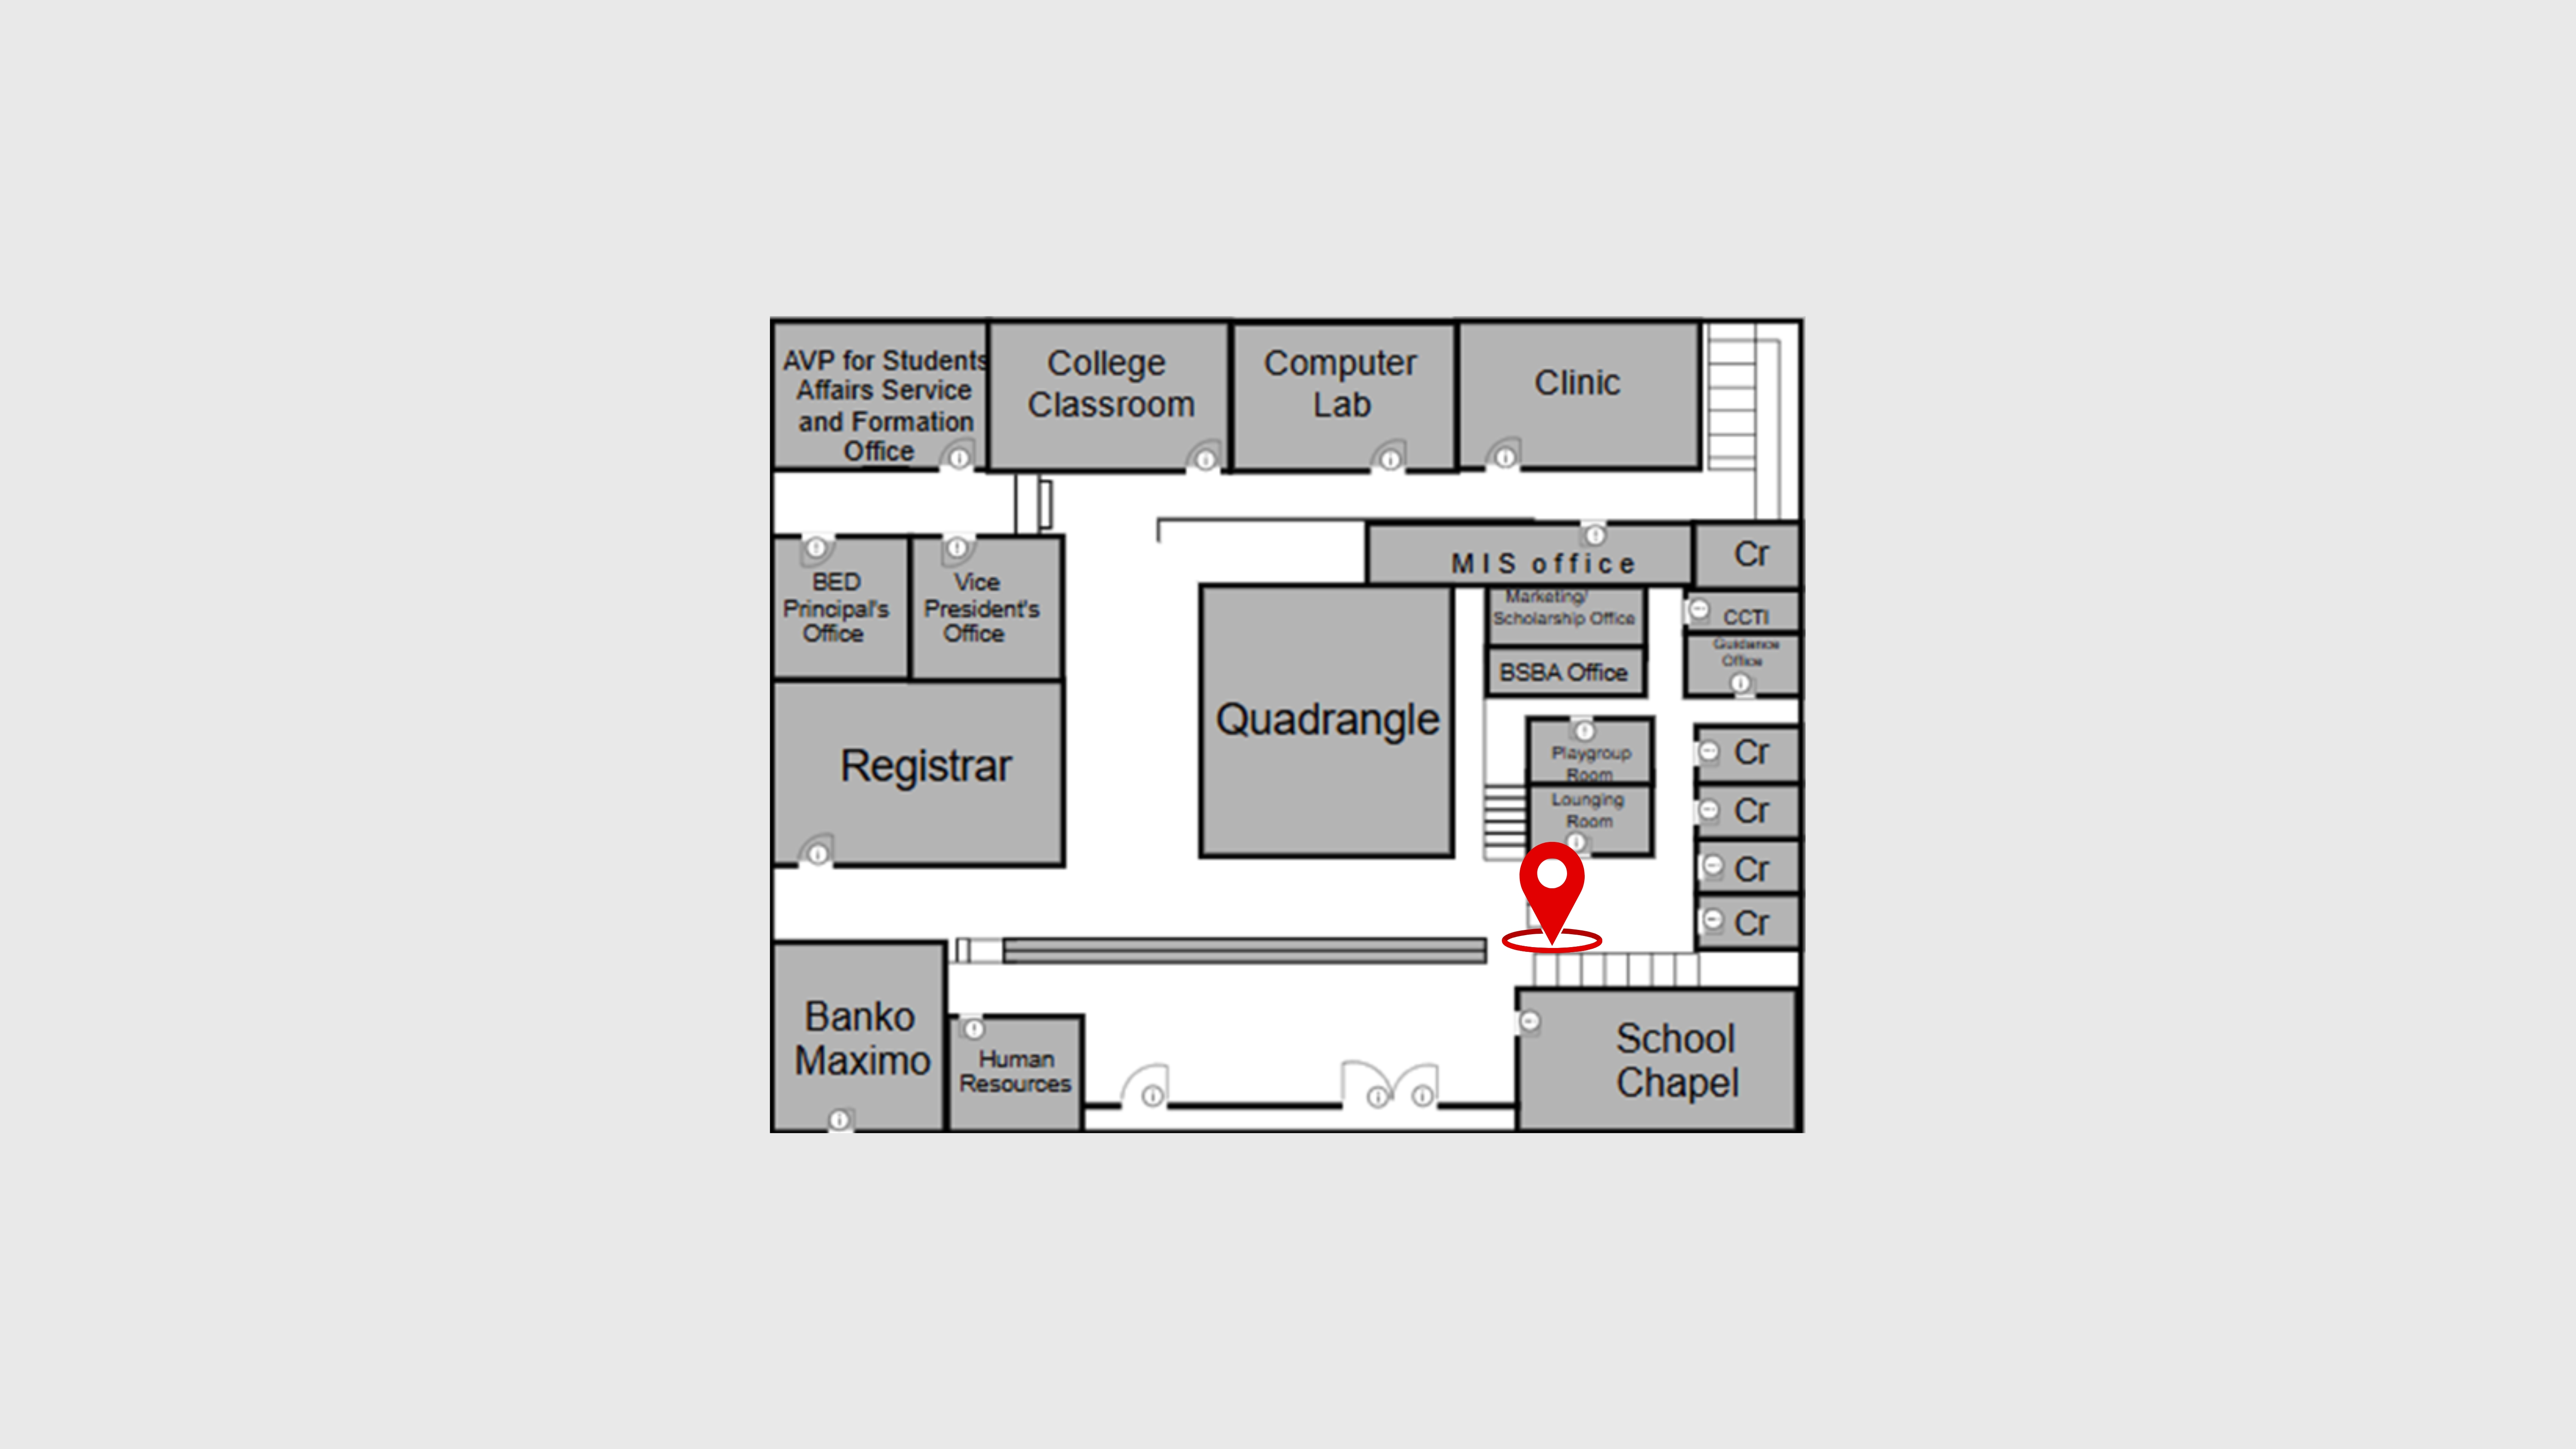 AVP for Students
Affairs Service
and Formation
Office
College
Classroom
Computer
Lab
Clinic
MIS office
Cr
BED
Principal's
Office
Vice
President's
Office
Marketing/
Scholarship Office
CCTI
Guidance
Office
BSBA Office
Quadrangle
Registrar
Playgroup
Room
Cr
Lounging
Room
Cr
Cr
Cr
Banko
Maximo
Human
Resources
School
Chapel